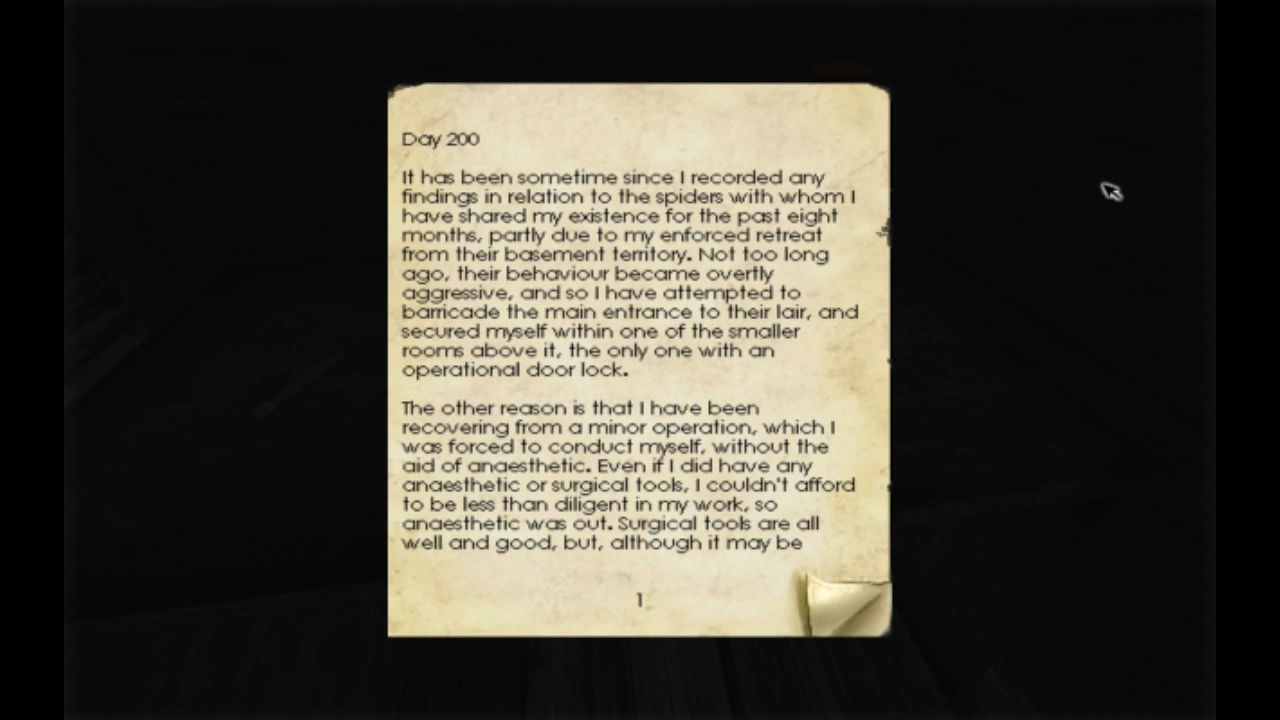 Day 200
It has been sometime since I recorded any
findings in relation to the spiders with whom I
have shared my existence for the past eight
months, partly due to my enforced retreat
from their basement territory. Not too long
ago, their behaviour became overtly
aggressive, and so I have attempted to
barricade the main entrance to their lair, and
secured myself within one of the smaller
rooms above it, the only one with an
operational door lock.
The other reason is that I have been
recovering from a minor operation, which I
was forced to conduct myself, without the
aid of anaesthetic. Even if I did have any
anaesthetic or surgical tools, I couldn't afford
to be less than diligent in my work, so
anaesthetic was out. Surgical tools are all
well and good, but, although it may be
1